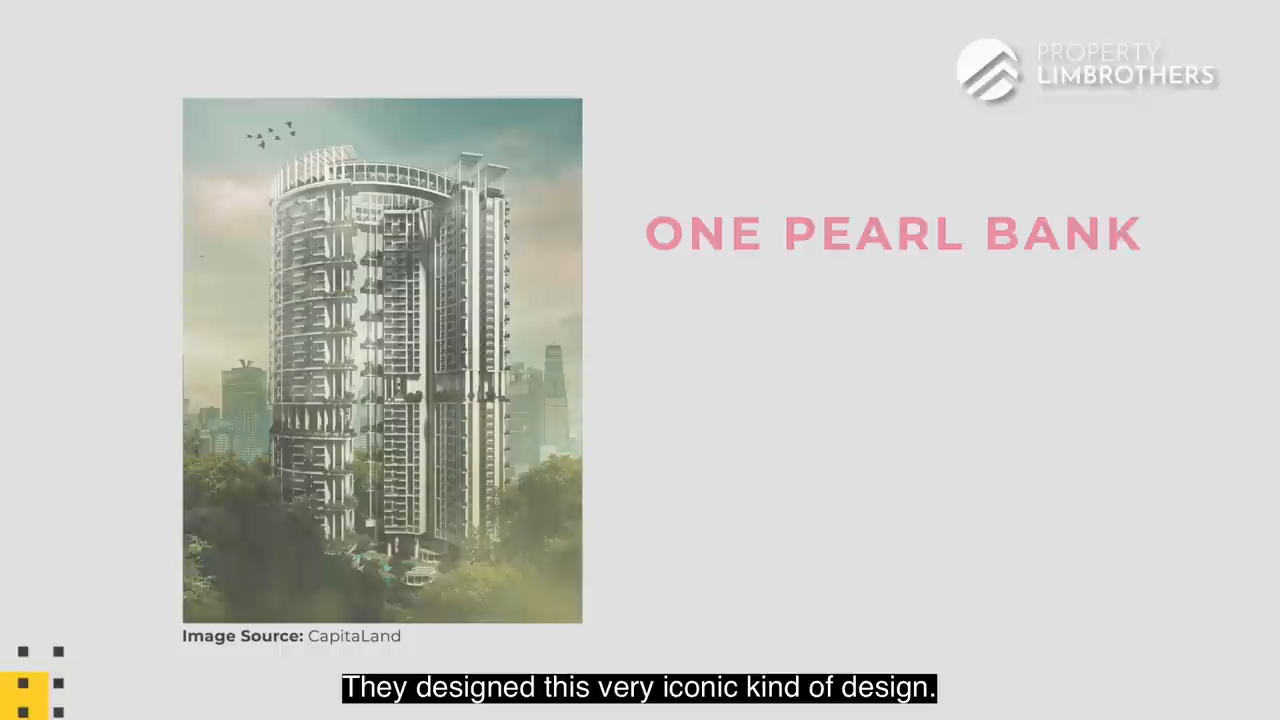 PROPERTY
LIMBROTHERS
ONE PEARL BANK
Image Source: CapitaLand
They designed this very iconic kind of design.